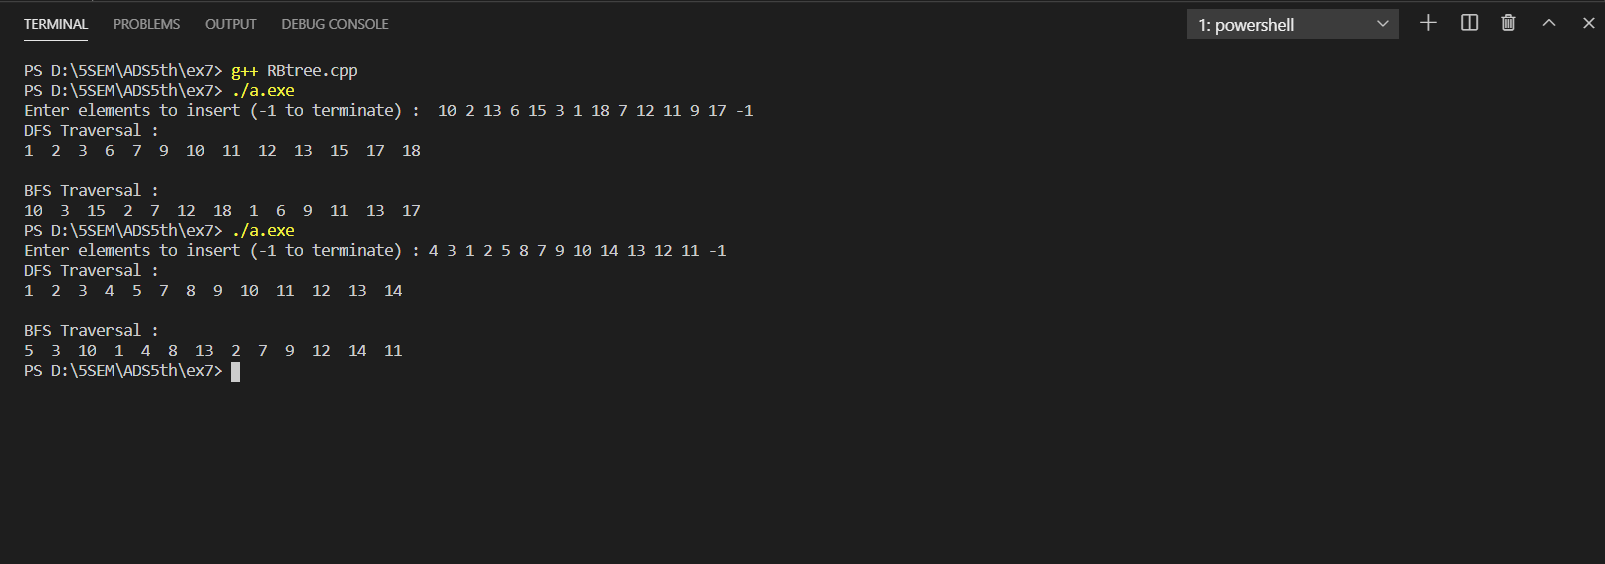 TERMINAL PROBLEMS OUTPUT DEBUG CONSOLE 1: powershell
PS D:\5SEM\ADS5th\ex7> g++ RBtree.cpp
PS D:\5SEM\ADS5th\ex7> ./a.exe
Enter elements to insert (-1 to terminate) :  10 2 13 6 15 3 1 18 7 12 11 9 17 -1
DFS Traversal :
1  2  3  6  7  9  10  11  12  13  15  17  18
BFS Traversal :
10  3  15  2  7  12  18  1  6  9  11  13  17
PS D:\5SEM\ADS5th\ex7> ./a.exe
Enter elements to insert (-1 to terminate) : 4 3 1 2 5 8 7 9 10 14 13 12 11 -1
DFS Traversal :
1  2  3  4  5  7  8  9  10  11  12  13  14
BFS Traversal :
5  3  10  1  4  8  13  2  7  9  12  14  11
PS D:\5SEM\ADS5th\ex7>